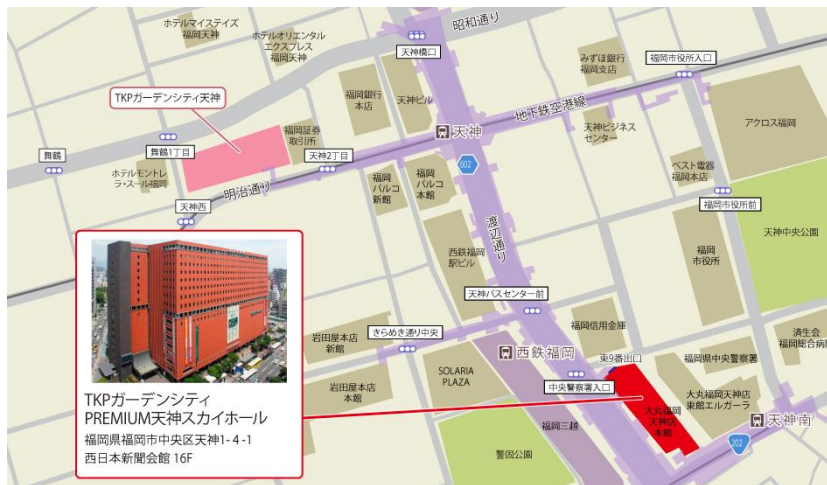 ホテルマイステイズ
福岡天神
ホテルオリエンタル
エクスプレス
福岡天神
昭和通り
天神橋口
みずほ銀行
福岡支店
福岡市役所入口
TKPガーデンシティ天神
福岡銀行
本店
天神ビル
地下鉄空港線
アクロス福岡
福岡証券
取引所
天神
天神ビジネス
センター
舞鶴
舞鶴1丁目
天神2丁目
602
ベスト電器
福岡本店
ホテルモントレ
ラ・スール福岡
明治通り
福岡
パルコ
新館
福岡
パルコ
本館
天神西
福岡市役所前
渡辺通り
天神中央公園
西鉄福岡
駅ビル
福岡
市役所
天神バスセンター前
岩田屋本店
新館
きらめき通り中央
福岡信用金庫
済生会
福岡総合病院
西鉄福岡
東9番出口
福岡県中央警察署
SOLARIA
PLAZA
中央警察署入口
岩田屋本店
本館
大丸福岡天神店
東館エルガーラ
福岡三越
大丸福岡
天神店
本館
天神南
202
警固公園
TKPガーデンシティ
PREMIUM天神スカイホール
福岡県福岡市中央区天神1-4-1
西日本新聞会館 16F